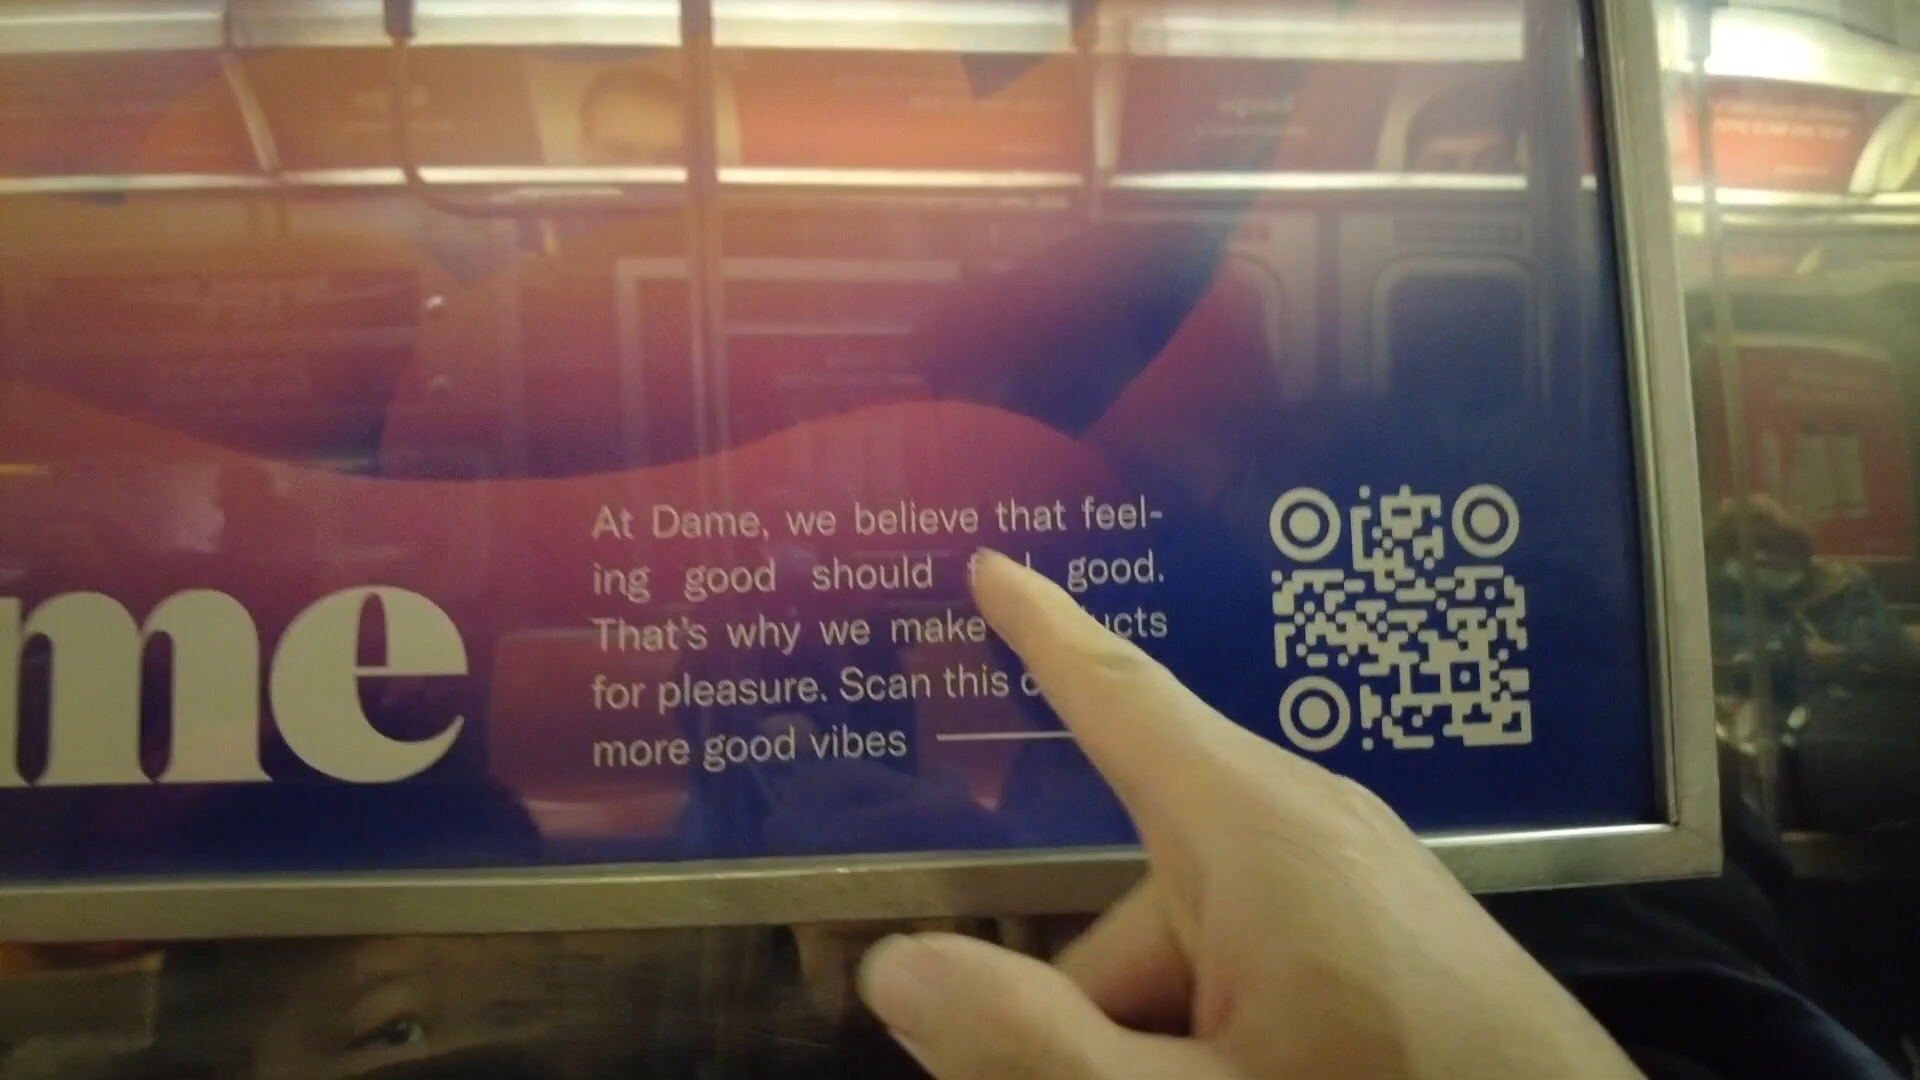 me
At Dame, we believe that feel-
ing good should good.
That's why we make
for pleasure. Scan this
more good vibes